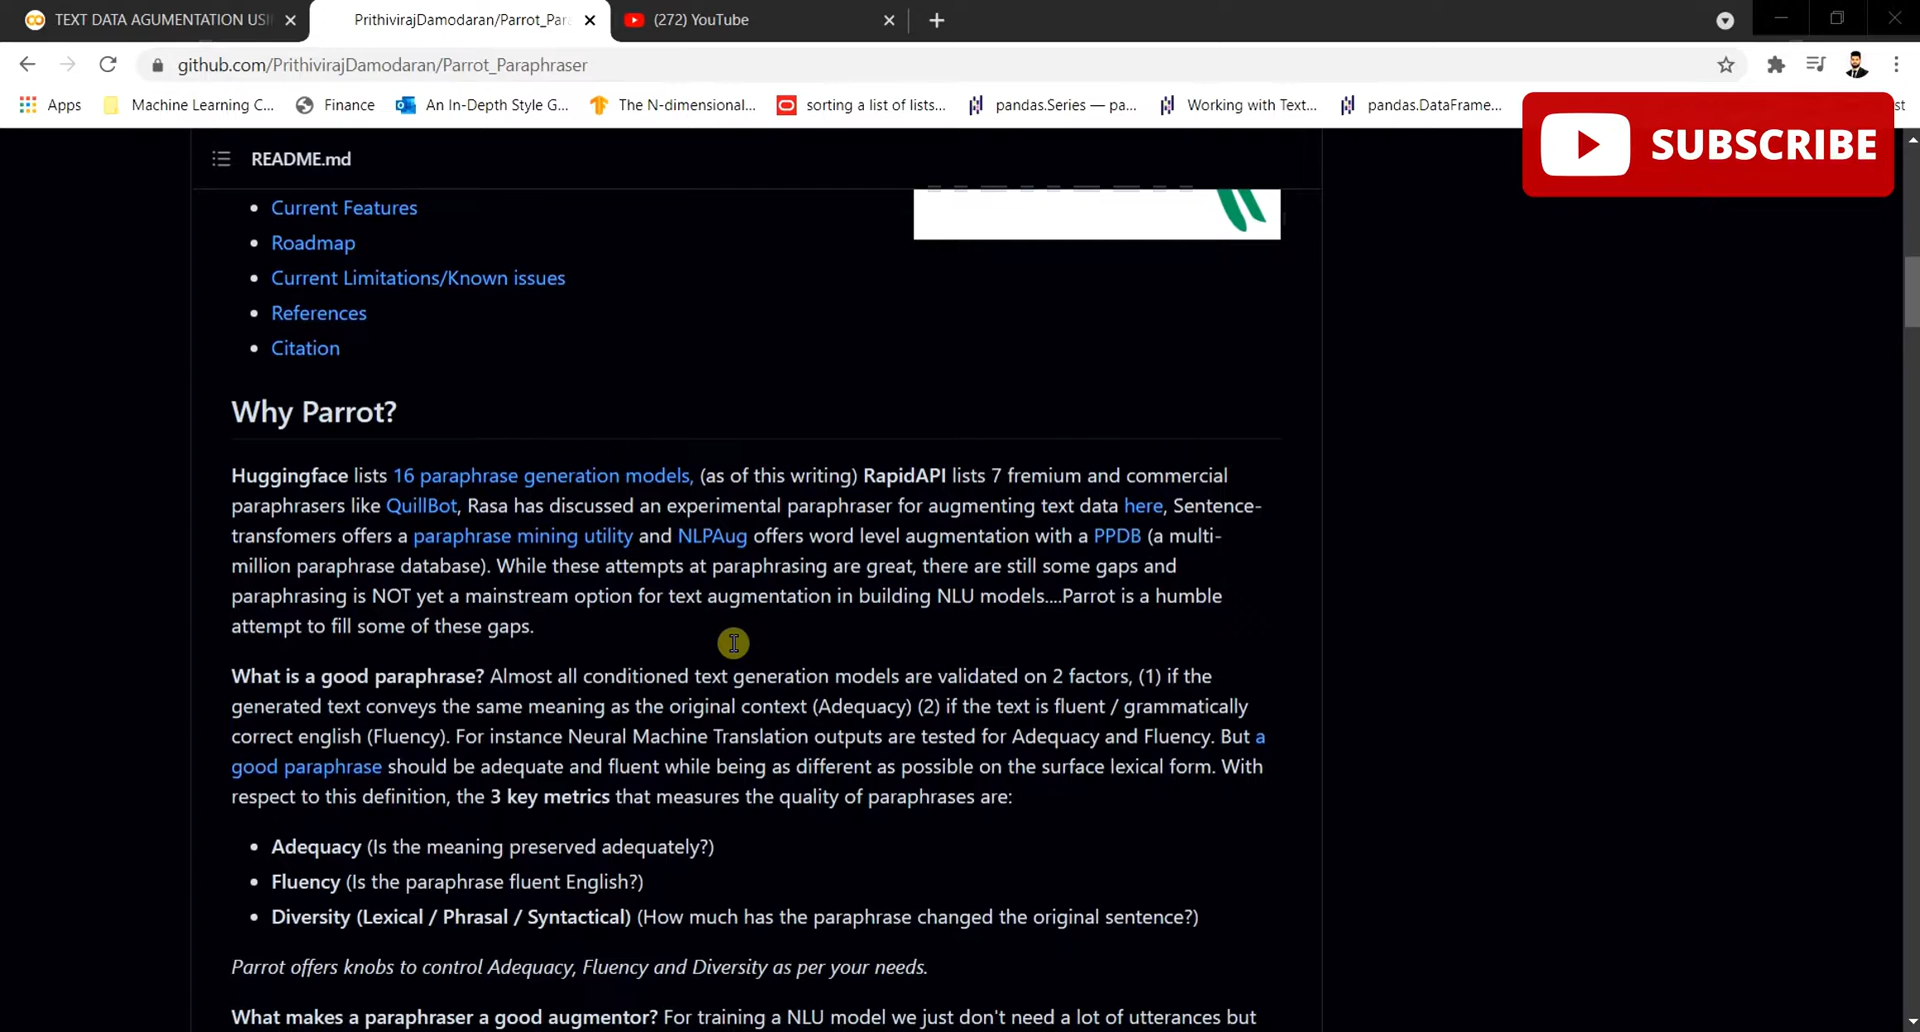 TEXT DATA AGUMENTATION USI
PrithivirajDamodaran/Parrot_Para
(272) YouTube
github.com/PrithivirajDamodaran/Parrot_Paraphraser
Apps
Machine Learning C...
Finance
An In-Depth Style G...
The N-dimensional...
sorting a list of lists...
pandas.Series — pa...
Working with Text...
pandas.DataFrame...
st
SUBSCRIBE
README.md
Current Features
Roadmap
Current Limitations/Known issues
References
Citation
Why Parrot?
Huggingface lists 16 paraphrase generation models, (as of this writing) RapidAPI lists 7 fremium and commercial
paraphrasers like QuillBot, Rasa has discussed an experimental paraphraser for augmenting text data here, Sentence-
transfomers offers a paraphrase mining utility and NLPAug offers word level augmentation with a PPDB (a multi-
million paraphrase database). While these attempts at paraphrasing are great, there are still some gaps and
paraphrasing is NOT yet a mainstream option for text augmentation in building NLU models....Parrot is a humble
attempt to fill some of these gaps.
What is a good paraphrase? Almost all conditioned text generation models are validated on 2 factors, (1) if the
generated text conveys the same meaning as the original context (Adequacy) (2) if the text is fluent / grammatically
correct english (Fluency). For instance Neural Machine Translation outputs are tested for Adequacy and Fluency. But a
good paraphrase should be adequate and fluent while being as different as possible on the surface lexical form. With
respect to this definition, the 3 key metrics that measures the quality of paraphrases are:
Adequacy (Is the meaning preserved adequately?)
Fluency (Is the paraphrase fluent English?)
Diversity (Lexical / Phrasal / Syntactical) (How much has the paraphrase changed the original sentence?)
Parrot offers knobs to control Adequacy, Fluency and Diversity as per your needs.
What makes a paraphraser a good augmentor? For training a NLU model we just don't need a lot of utterances but